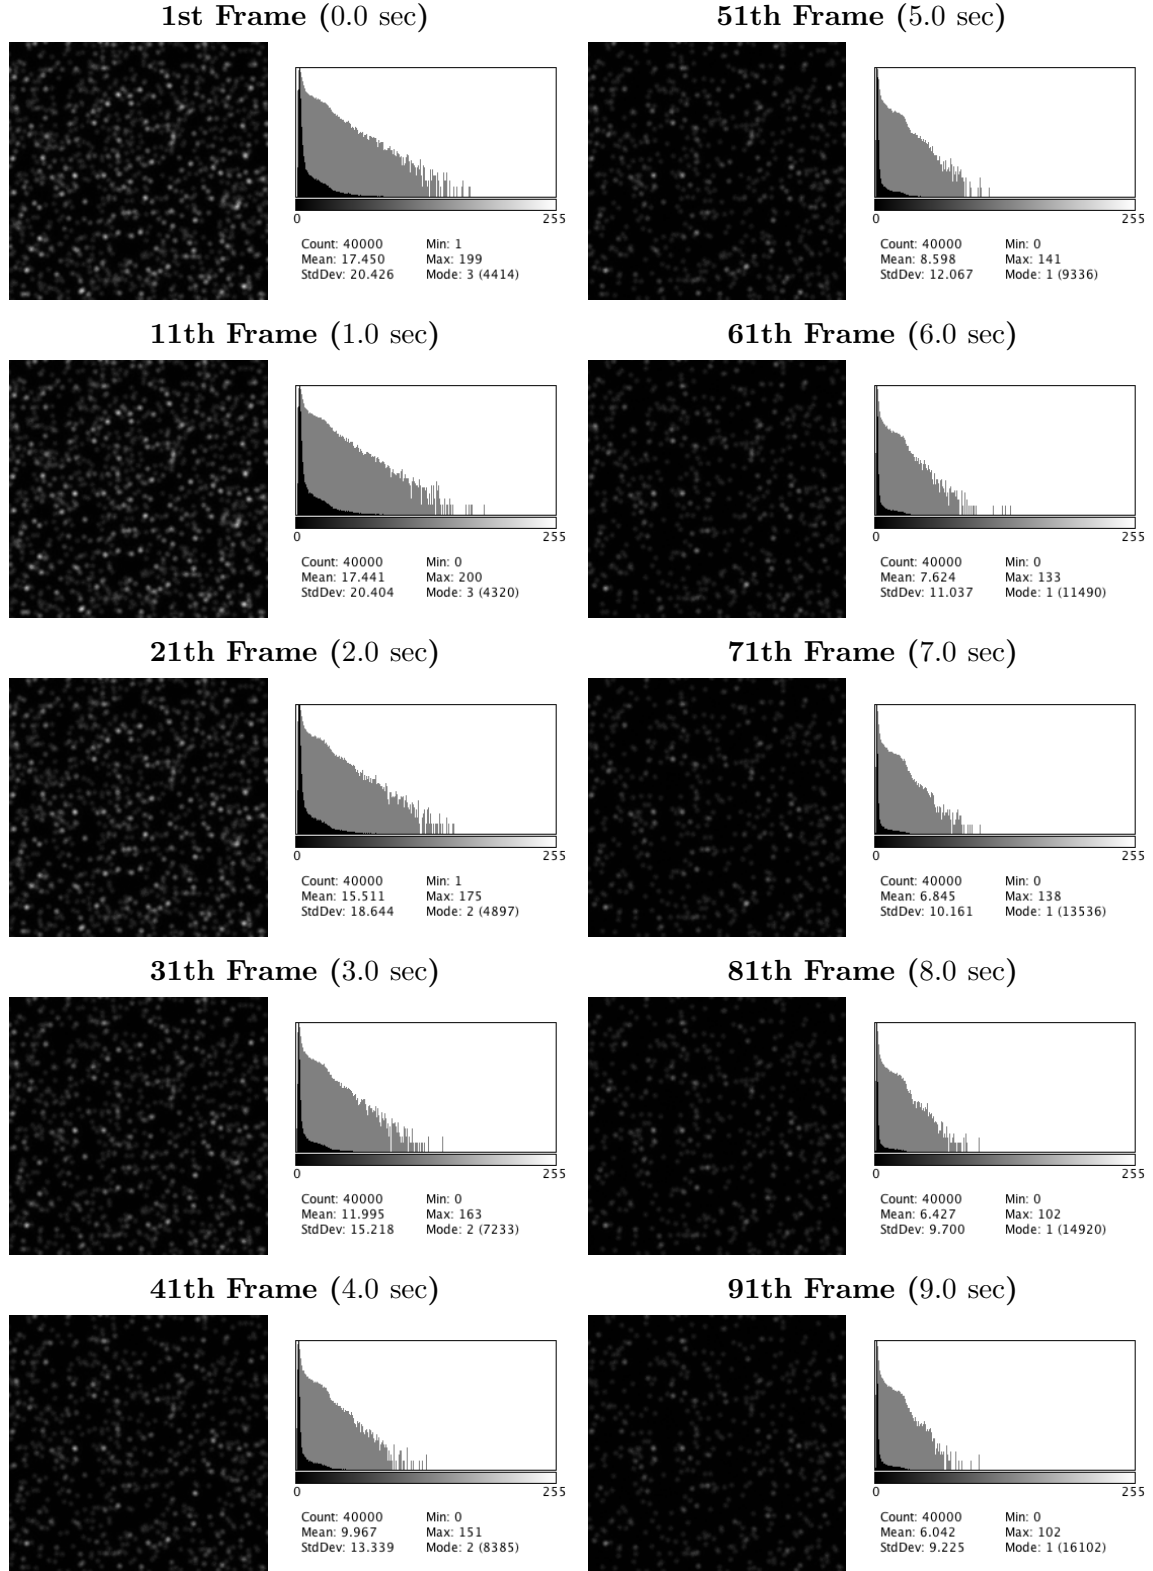 1st Frame (0.0 sec)
0 255
Count: 40000 Min: 1
Mean: 17.450 Max: 199
StdDev: 20.426 Mode: 3 (4414)
11th Frame (1.0 sec)
0 255
Count: 40000 Min: 0
Mean: 17.441 Max: 200
StdDev: 20.404 Mode: 3 (4320)
21th Frame (2.0 sec)
0 255
Count: 40000 Min: 1
Mean: 15.511 Max: 175
StdDev: 18.644 Mode: 2 (4897)
31th Frame (3.0 sec)
0 255
Count: 40000 Min: 0
Mean: 11.995 Max: 163
StdDev: 15.218 Mode: 2 (7233)
41th Frame (4.0 sec)
0 255
Count: 40000 Min: 0
Mean: 9.967 Max: 151
StdDev: 13.339 Mode: 2 (8385)
51th Frame (5.0 sec)
0 255
Count: 40000 Min: 0
Mean: 8.598 Max: 141
StdDev: 12.067 Mode: 1 (9336)
61th Frame (6.0 sec)
0 255
Count: 40000 Min: 0
Mean: 7.624 Max: 133
StdDev: 11.037 Mode: 1 (11490)
71th Frame (7.0 sec)
0 255
Count: 40000 Min: 0
Mean: 6.845 Max: 138
StdDev: 10.161 Mode: 1 (13536)
81th Frame (8.0 sec)
0 255
Count: 40000 Min: 0
Mean: 6.427 Max: 102
StdDev: 9.700 Mode: 1 (14920)
91th Frame (9.0 sec)
0 255
Count: 40000 Min: 0
Mean: 6.042 Max: 102
StdDev: 9.225 Mode: 1 (16102)